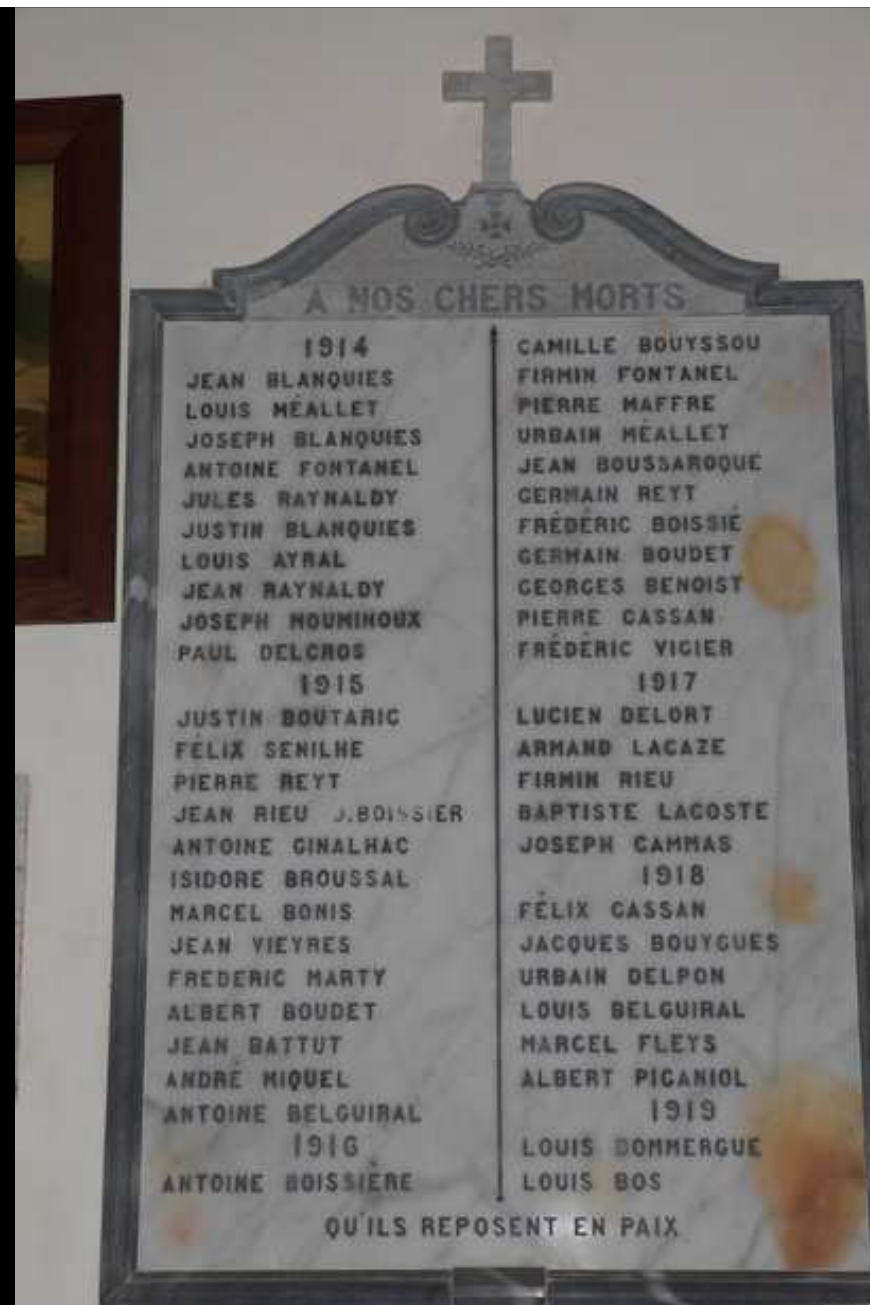 A NOS CHERS MORTS
1914
JEAN BLANQUIES
LOUIS MÉALLET
JOSEPH BLANQUIES
ANTOINE FONTANEL
JULES RAYNALDY
JUSTIN BLANQUIES
LOUIS AYRAL
JEAN RAYNALDY
JOSEPH MOUMINOUX
PAUL DELCROS
1915
JUSTIN BOUTARIC
FÉLIX SENILHE
PIERRE REYT
JEAN RIEU J.BOISSIER
ANTOINE GINALHAC
ISIDORE BROUSSAL
MARCEL BONIS
JEAN VIEYRES
FREDERIC MARTY
ALBERT BOUDET
JEAN BATTUT
ANDRÉ MIQUEL
ANTOINE BELGUIRAL
1916
ANTOINE BOISSIÈRE
CAMILLE BOUYSSOU
FIRMIN FONTANEL
PIERRE MAFFRE
URBAIN MÉALLET
JEAN BOUSSAROQUE
GERMAIN REYT
FRÉDÉRIC BOISSIÉ
GERMAIN BOUDET
GEORGES BENOIST
PIERRE CASSAN
FRÉDÉRIC VIGIER
1917
LUCIEN DELORT
ARMAND LACAZE
FIRMIN RIEU
BAPTISTE LACOSTE
JOSEPH CAMMAS
1918
FÉLIX CASSAN
JACQUES BOUYGUES
URBAIN DELPON
LOUIS BELGUIRAL
MARCEL FLEYS
ALBERT PIGANIOL
1919
LOUIS DOMMERGUE
LOUIS BOS
QU'ILS REPOSENT EN PAIX